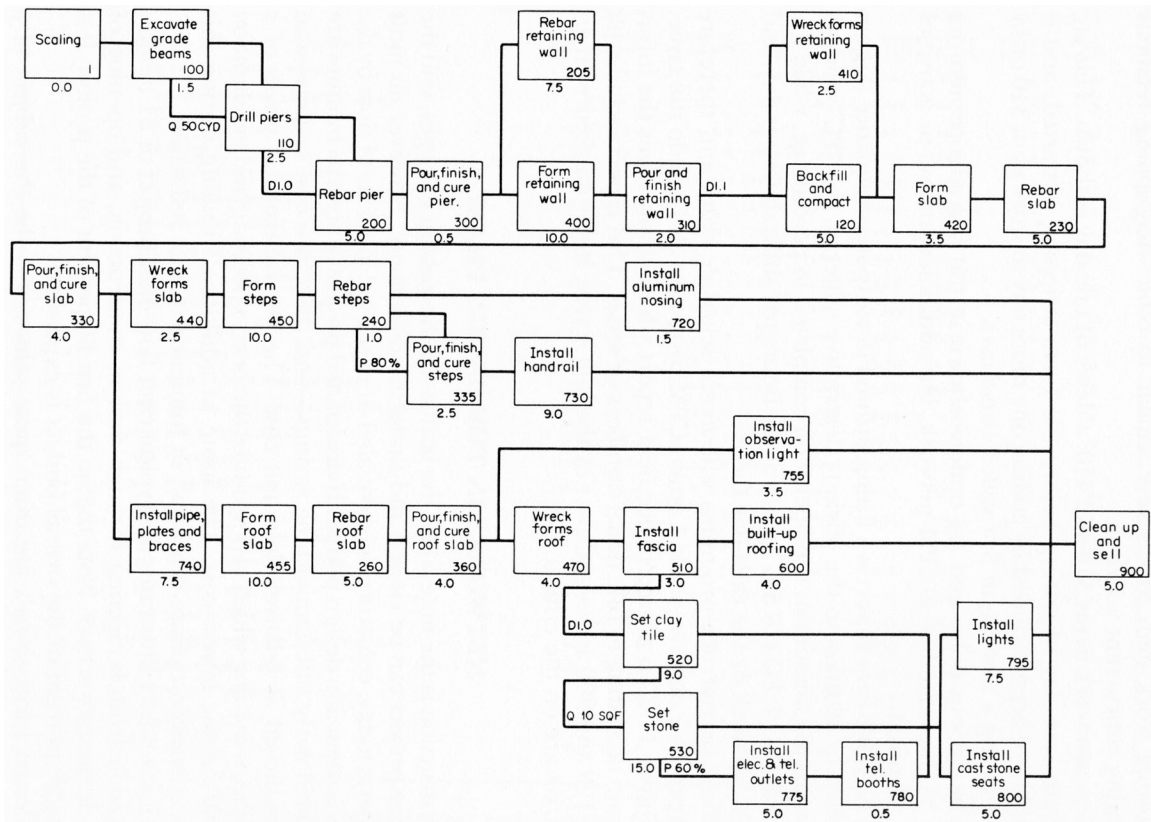 Scaling
1
0.0
Excavate
grade
beams
100
1.5
Q 50CYD
Drill piers
110
2.5
D1.0
Rebar pier
200
5.0
Pour, finish,
and cure
pier.
300
0.5
Rebar
retaining
wall
205
7.5
Form
retaining
wall
400
10.0
Pour and
finish
retaining
wall
310
2.0
D1.1
Wreck forms
retaining
wall
410
2.5
Backfill
and
compact
120
5.0
Form
slab
420
3.5
Rebar
slab
230
5.0
Pour, finish,
and cure
slab
330
4.0
Wreck
forms
slab
440
2.5
Form
steps
450
10.0
Rebar
steps
240
1.0
P 80%
Pour, finish,
and cure
steps
335
2.5
Install
aluminum
nosing
720
1.5
Install
hand rail
730
9.0
Install
observa-
tion light
755
3.5
Install pipe,
plates and
braces
740
7.5
Form
roof
slab
455
10.0
Rebar
roof
slab
260
5.0
Pour, finish,
and cure
roof slab
360
4.0
Wreck
forms
roof
470
4.0
Install
fascia
510
3.0
Install
built-up
roofing
600
4.0
Clean up
and
sell
900
5.0
D1.0
Set clay
tile
520
9.0
Q 10 SQF
Set
stone
530
15.0
P 60%
Install
elec. & tel.
outlets
775
5.0
Install
tel.
booths
780
0.5
Install
lights
795
7.5
Install
cast stone
seats
800
5.0